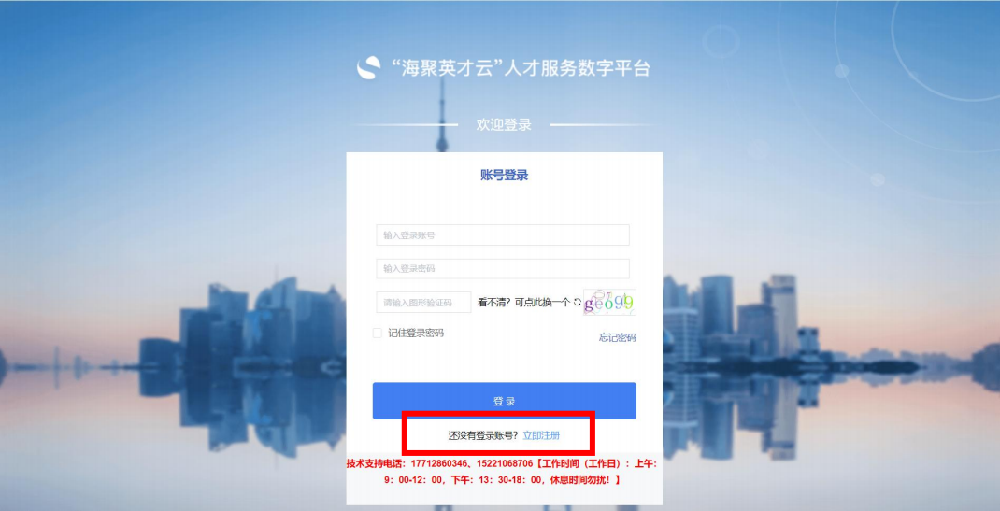 “海聚英才云”人才服务数字平台
欢迎登录
账号登录
输入登录账号
输入登录密码
请输入图形验证码 看不清？可点此换一个 geo99
记住登录密码 忘记密码
登 录
还没有登录账号？ 立即注册
技术支持电话：17712860346、15221068706【工作时间（工作日）：上午：
9：00-12：00，下午：13：30-18：00，休息时间勿扰！】